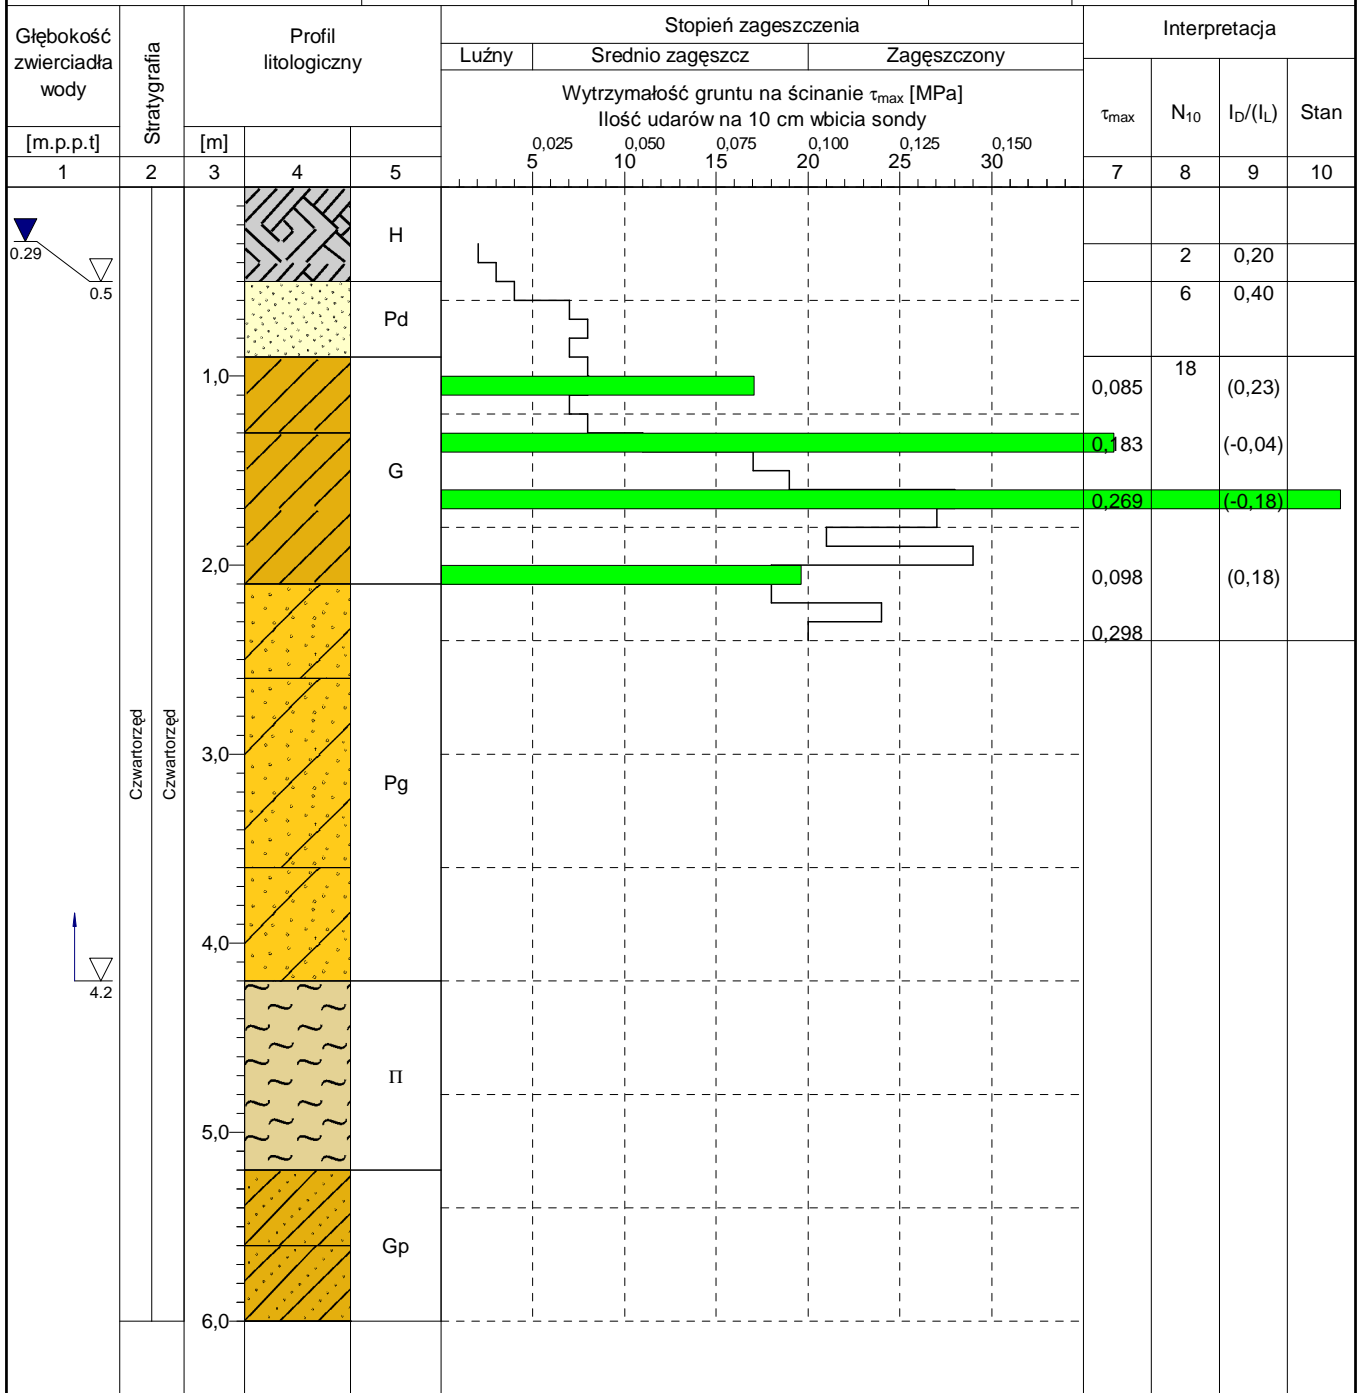 Głębokość
zwierciadła
wody
[m.p.p.t]
1
Stratygrafia
2
Profil
litologiczny
[m]
3
4
5
Stopień zagęszczenia
Luźny
Srednio zagęszcz
Zagęszczony
Wytrzymałość gruntu na ścinanie τmax [MPa]
Ilość udarów na 10 cm wbicia sondy
0,025 0,050 0,075 0,100 0,125 0,150
5 10 15 20 25 30
Interpretacja
τmax
N10
ID/(IL)
Stan
7
8
9
10
0.29
0.5
H
2 0,20
Pd
6 0,40
1,0
18
0,085 (0,23)
G
0,183 (-0,04)
0,269 (-0,18)
2,0
0,098 (0,18)
0,298
Czwartorzęd
Czwartorzęd
3,0
Pg
4,0
4.2
Π
5,0
Gp
6,0